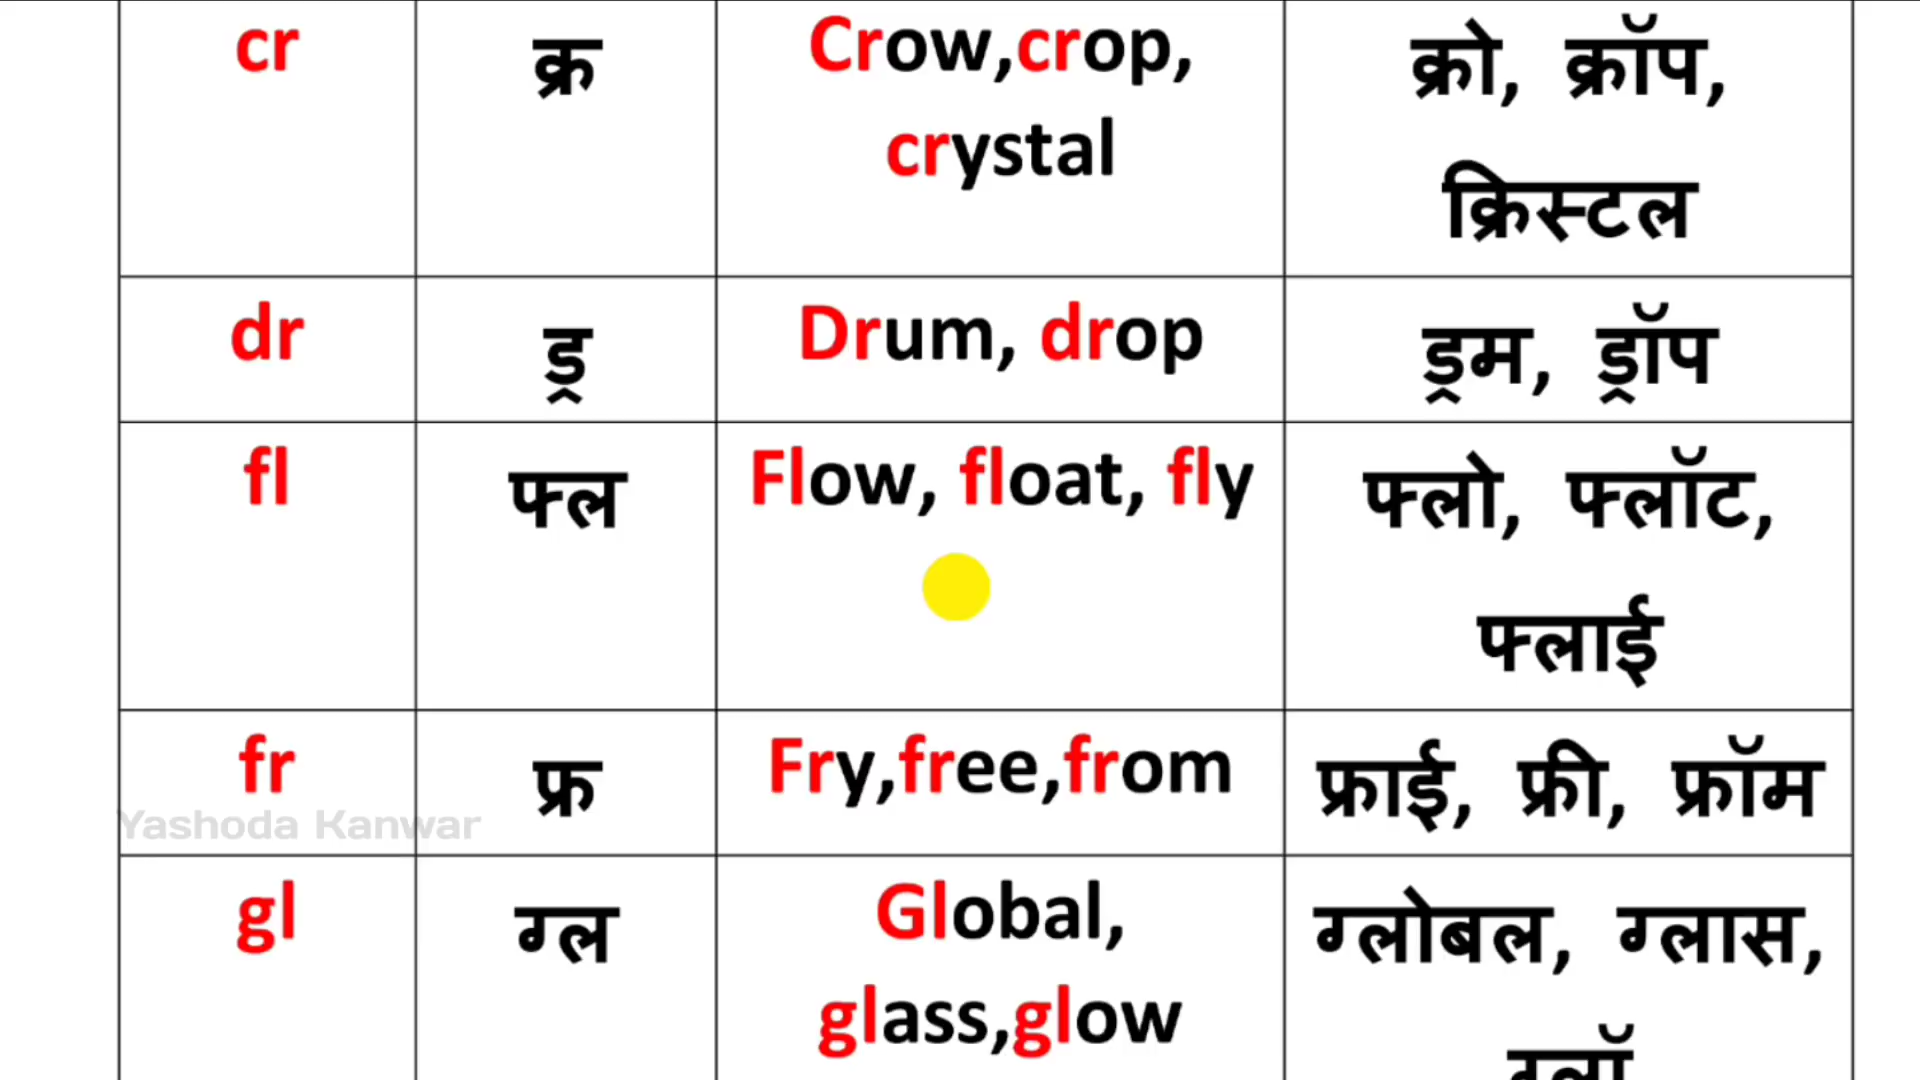 cr क्र Crow,crop, क्रो, क्रॉप,
crystal क्रिस्टल
dr ड्र Drum, drop ड्रम, ड्रॉप
fl फ्ल Flow, float, fly फ्लो, फ्लॉट,
फ्लाई
fr फ्र Fry,free,from फ्राई, फ्री, फ्रॉम
Yashoda Kanwar
gl ग्ल Global, ग्लोबल, ग्लास,
glass,glow